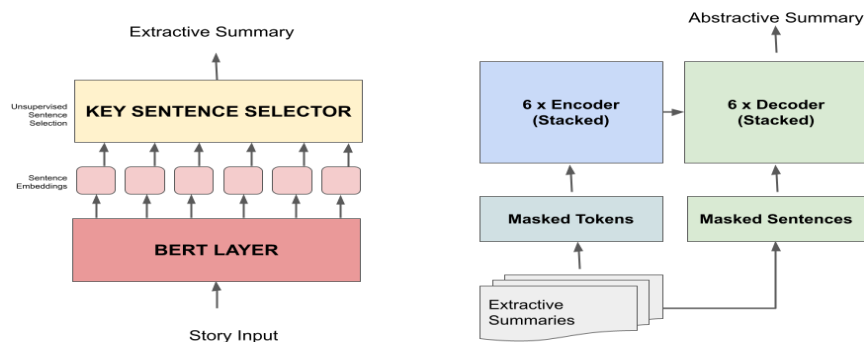 Extractive Summary
Unsupervised
Sentence
Selection
KEY SENTENCE SELECTOR
Sentence
Embeddings
BERT LAYER
Story Input
Abstractive Summary
6 x Encoder
(Stacked)
6 x Decoder
(Stacked)
Masked Tokens
Masked Sentences
Extractive
Summaries